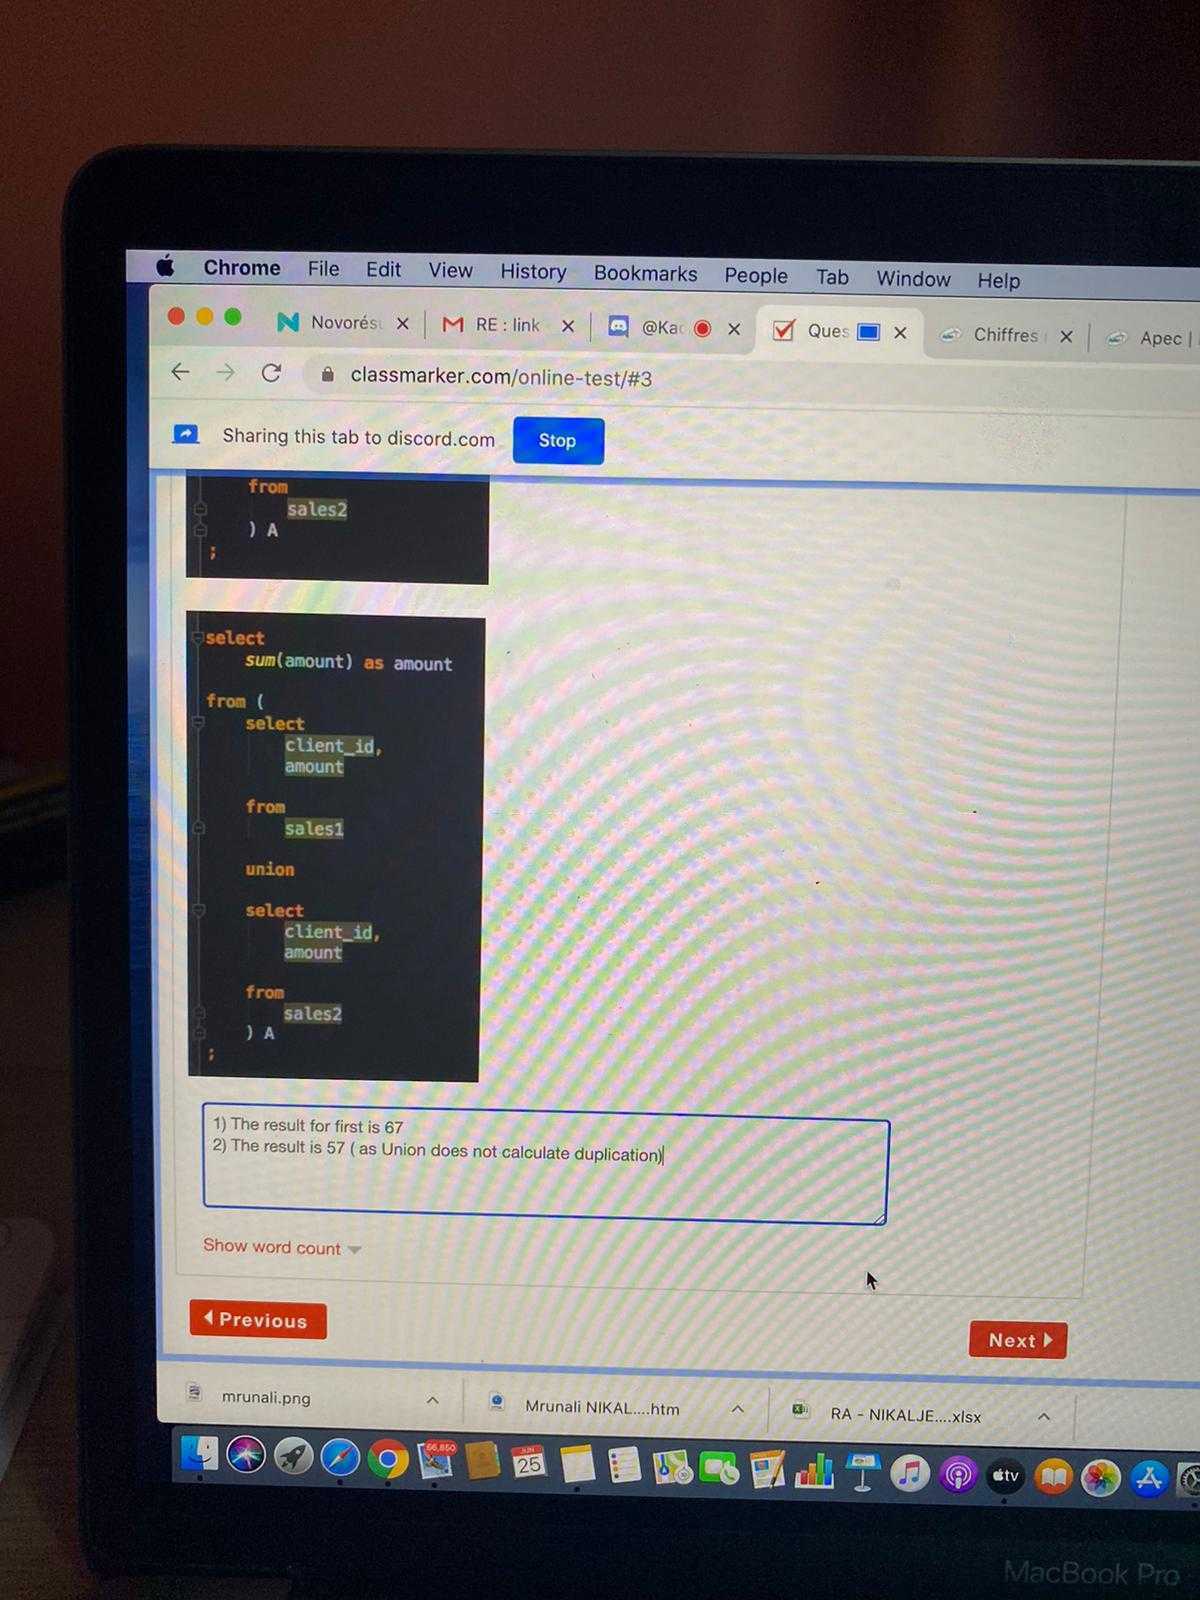 Chrome File Edit View History Bookmarks People Tab Window Help
Novorés RE : link @Ka Ques Chiffres Apec |
classmarker.com/online-test/#3
Sharing this tab to discord.com Stop
from
sales2
) A
;
select
sum(amount) as amount
from (
select
client_id,
amount
from
sales1
union
select
client_id,
amount
from
sales2
) A
;
1) The result for first is 67
2) The result is 57 ( as Union does not calculate duplication)
Show word count
Previous
Next
mrunali.png
Mrunali NIKAL....htm
RA - NIKALJE....xlsx
66,850
JUN
25
tv
MacBook Pro